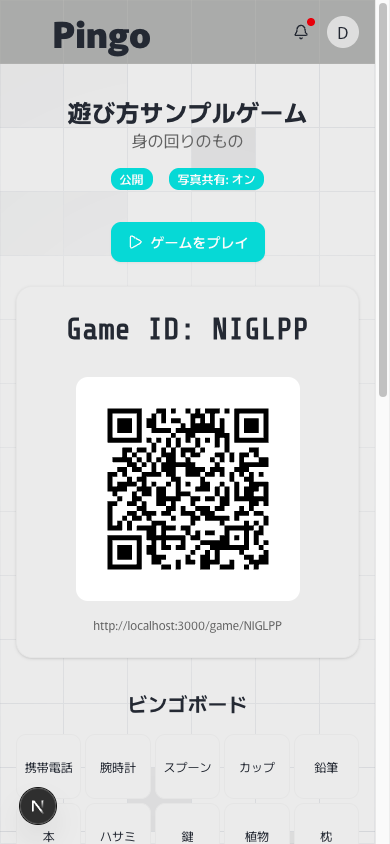 Pingo
D
遊び方サンプルゲーム
身の回りのもの
公開
写真共有: オン
ゲームをプレイ
Game ID: NIGLPP
http://localhost:3000/game/NIGLPP
ビンゴボード
携帯電話 腕時計 スプーン カップ 鉛筆
N
本 ハサミ 鍵 植物 枕